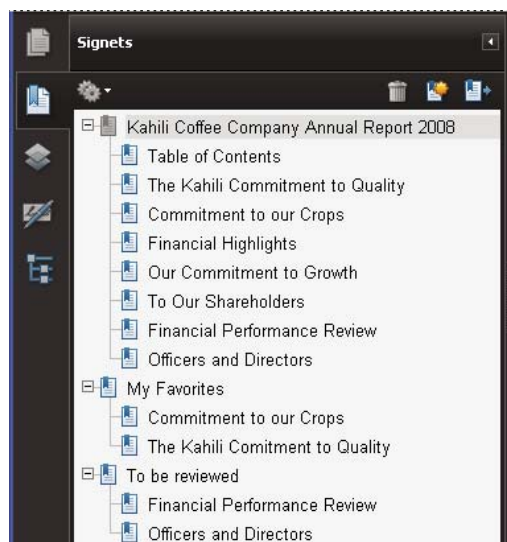 Signets
Kahili Coffee Company Annual Report 2008
Table of Contents
The Kahili Commitment to Quality
Commitment to our Crops
Financial Highlights
Our Commitment to Growth
To Our Shareholders
Financial Performance Review
Officers and Directors
My Favorites
Commitment to our Crops
The Kahili Comitment to Quality
To be reviewed
Financial Performance Review
Officers and Directors